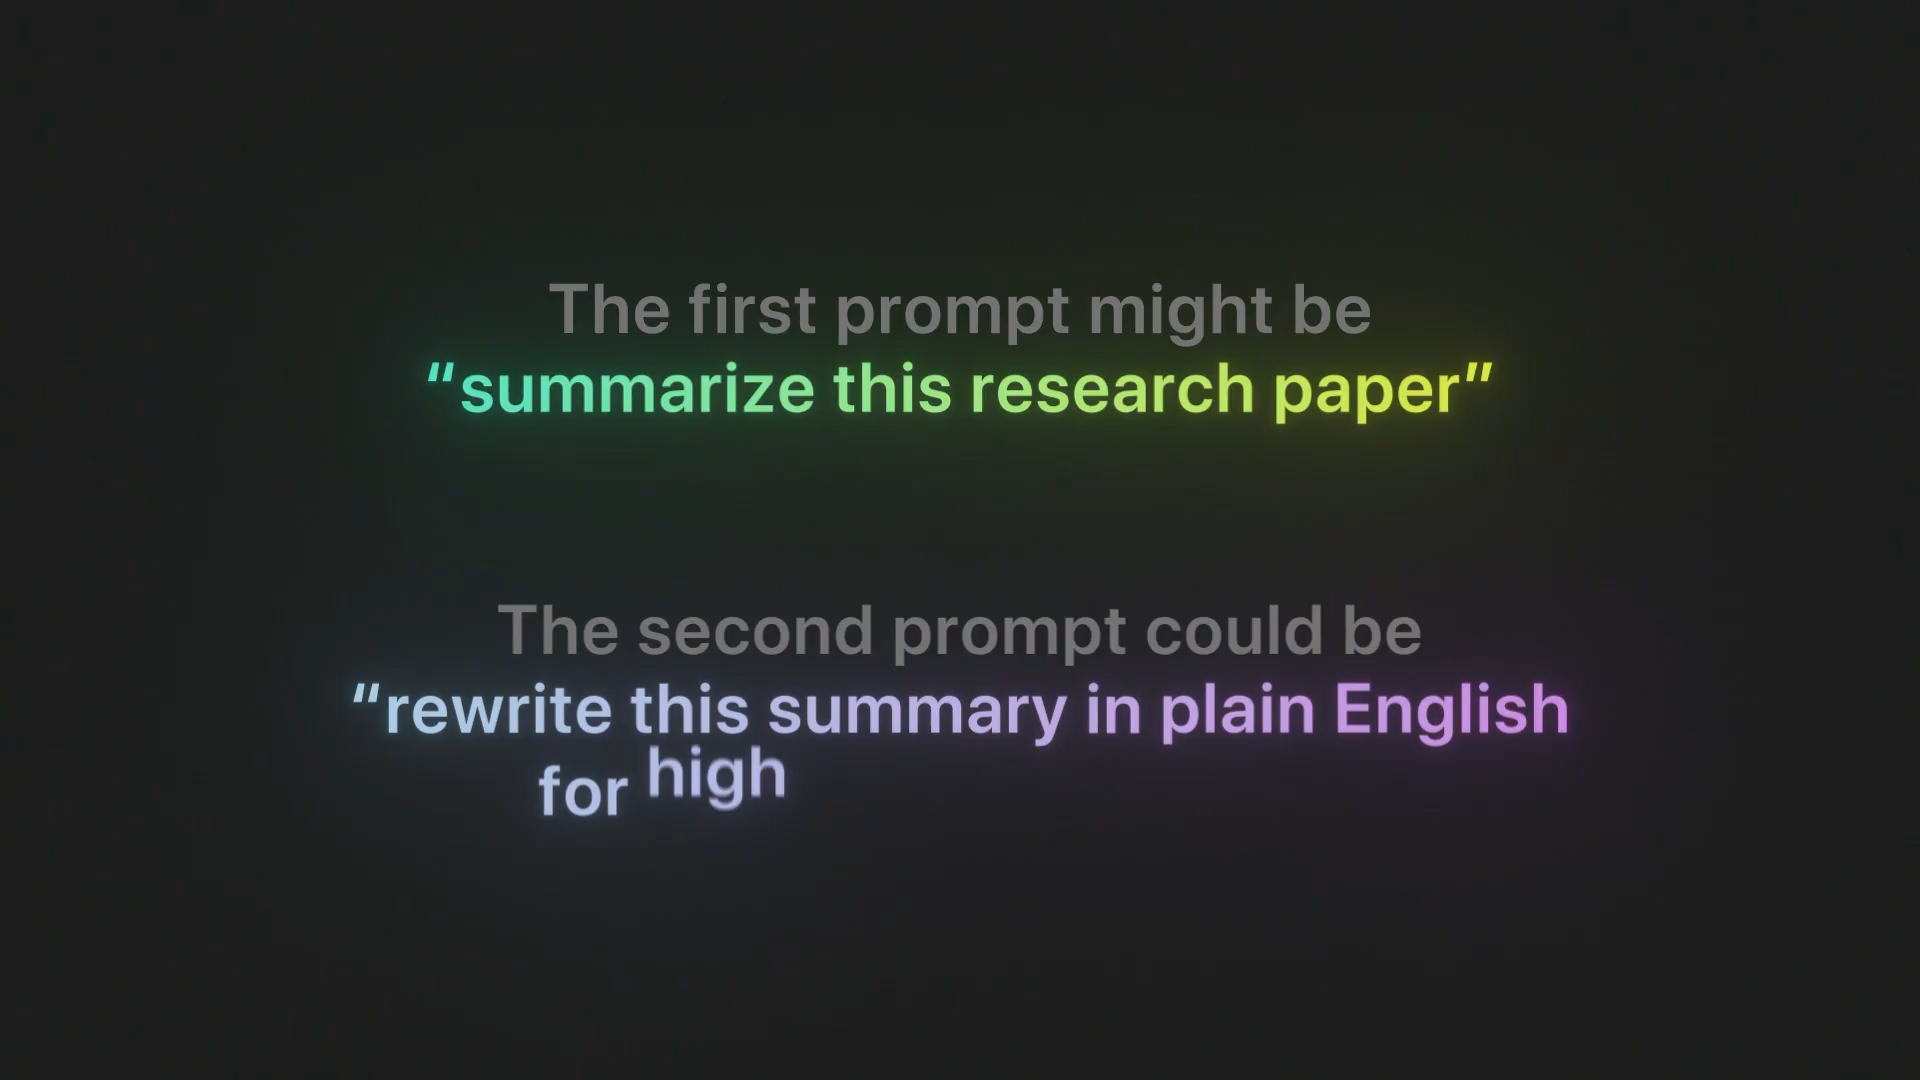 The first prompt might be
“summarize this research paper”
The second prompt could be
“rewrite this summary in plain English
for high